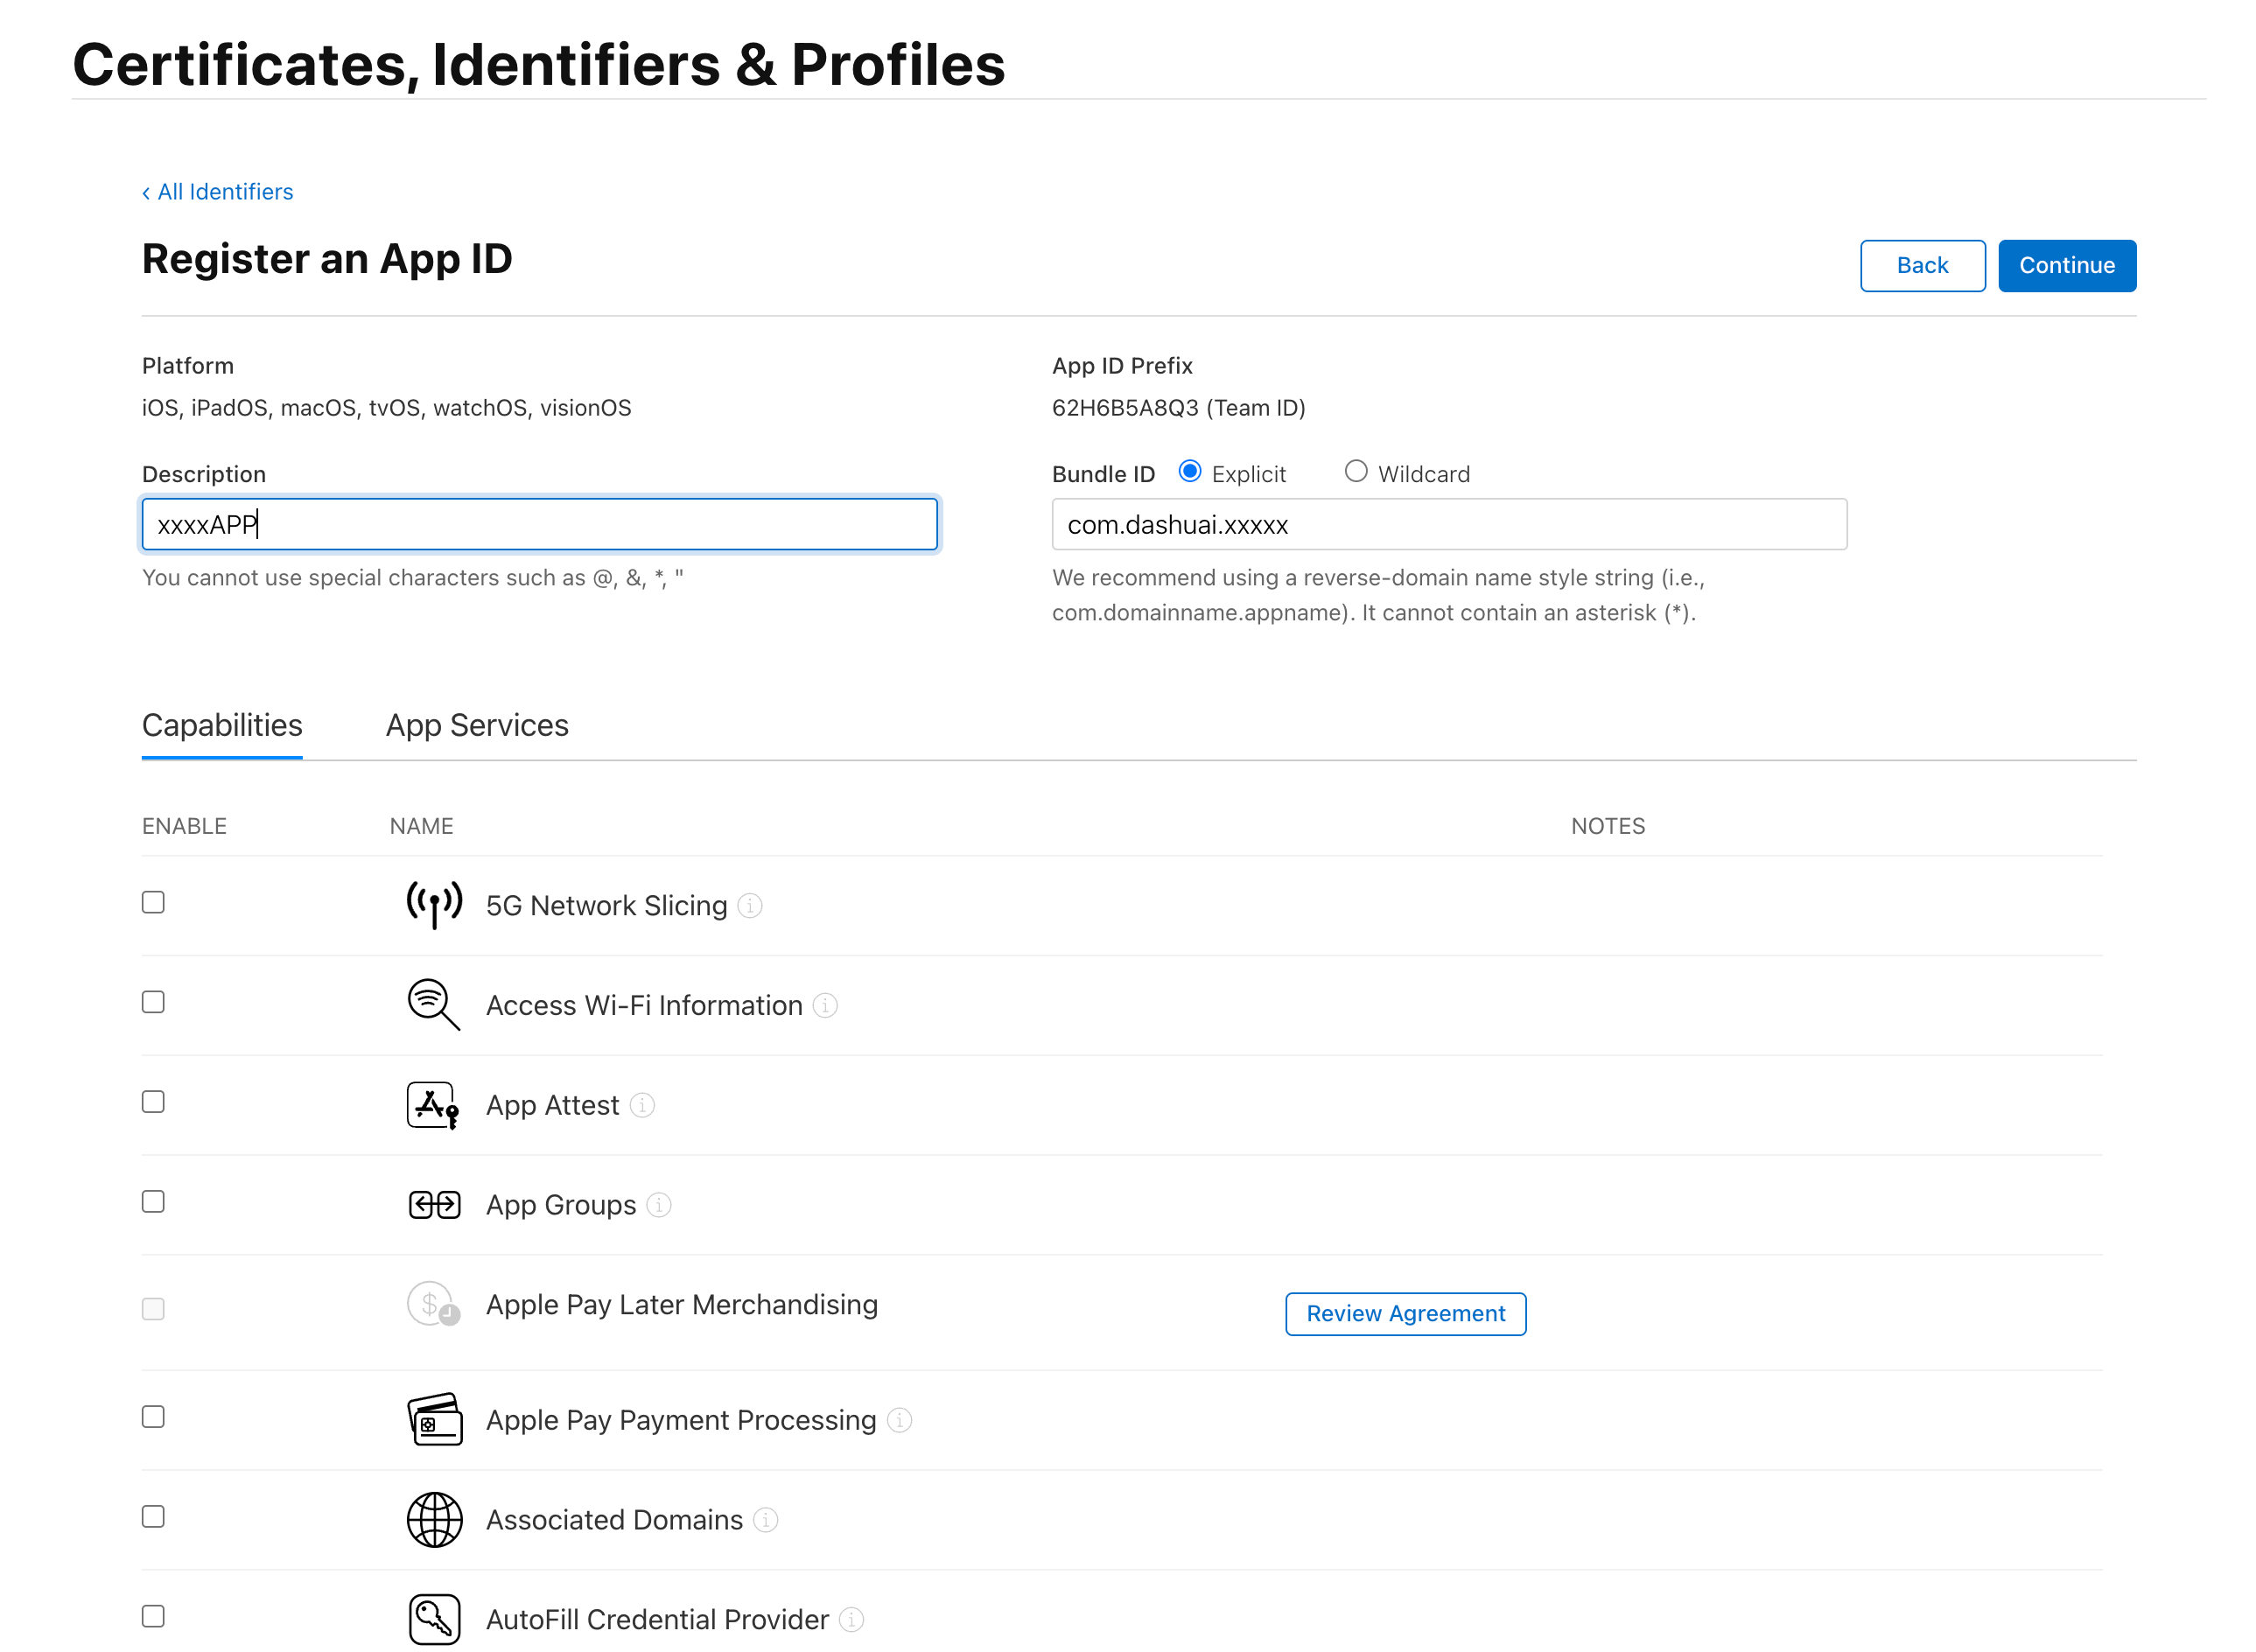 Certificates, Identifiers & Profiles
‹ All Identifiers
Register an App ID
Back
Continue
Platform
iOS, iPadOS, macOS, tvOS, watchOS, visionOS
App ID Prefix
62H6B5A8Q3 (Team ID)
Description
xxxxAPP
You cannot use special characters such as @, &, *, "
Bundle ID
Explicit
Wildcard
com.dashuai.xxxxx
We recommend using a reverse-domain name style string (i.e.,
com.domainname.appname). It cannot contain an asterisk (*).
Capabilities
App Services
ENABLE
NAME
NOTES
5G Network Slicing
Access Wi-Fi Information
App Attest
App Groups
Apple Pay Later Merchandising
Review Agreement
Apple Pay Payment Processing
Associated Domains
AutoFill Credential Provider